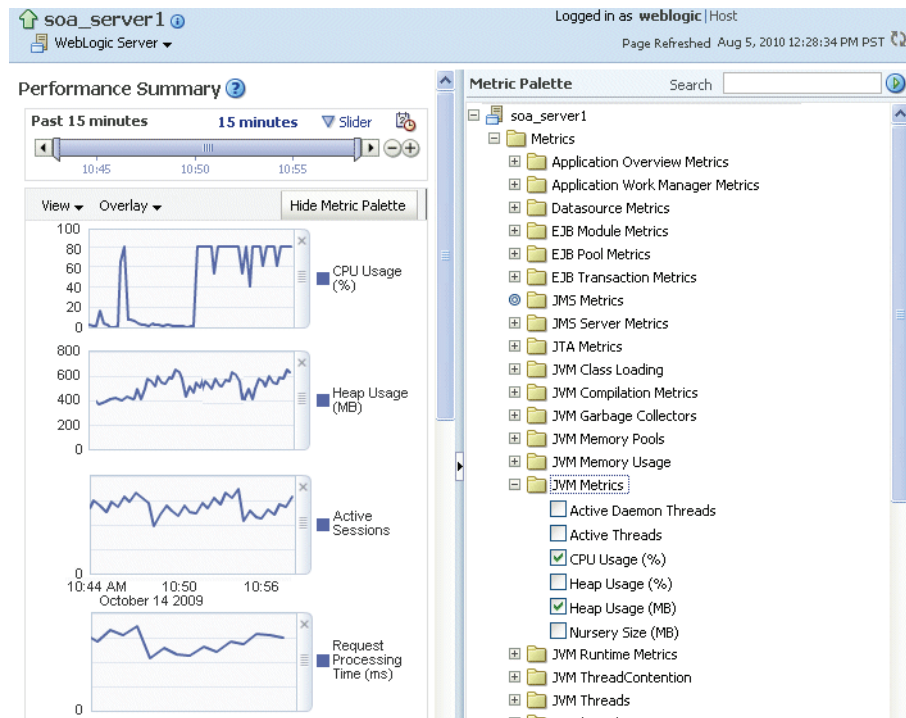 soa_server1
Logged in as weblogic|Host
WebLogic Server
Page Refreshed Aug 5, 2010 12:28:34 PM PST
Performance Summary
Past 15 minutes
15 minutes
Slider
10:45
10:50
10:55
View
Overlay
Hide Metric Palette
100
80
60
40
20
0
CPU Usage
(%)
800
600
400
200
0
Heap Usage
(MB)
Active
Sessions
0
10:44 AM
10:50
10:56
October 14 2009
Request
Processing
Time (ms)
0
Metric Palette
Search
soa_server1
Metrics
Application Overview Metrics
Application Work Manager Metrics
Datasource Metrics
EJB Module Metrics
EJB Pool Metrics
EJB Transaction Metrics
JMS Metrics
JMS Server Metrics
JTA Metrics
JVM Class Loading
JVM Compilation Metrics
JVM Garbage Collectors
JVM Memory Pools
JVM Memory Usage
JVM Metrics
Active Daemon Threads
Active Threads
CPU Usage (%)
Heap Usage (%)
Heap Usage (MB)
Nursery Size (MB)
JVM Runtime Metrics
JVM ThreadContention
JVM Threads